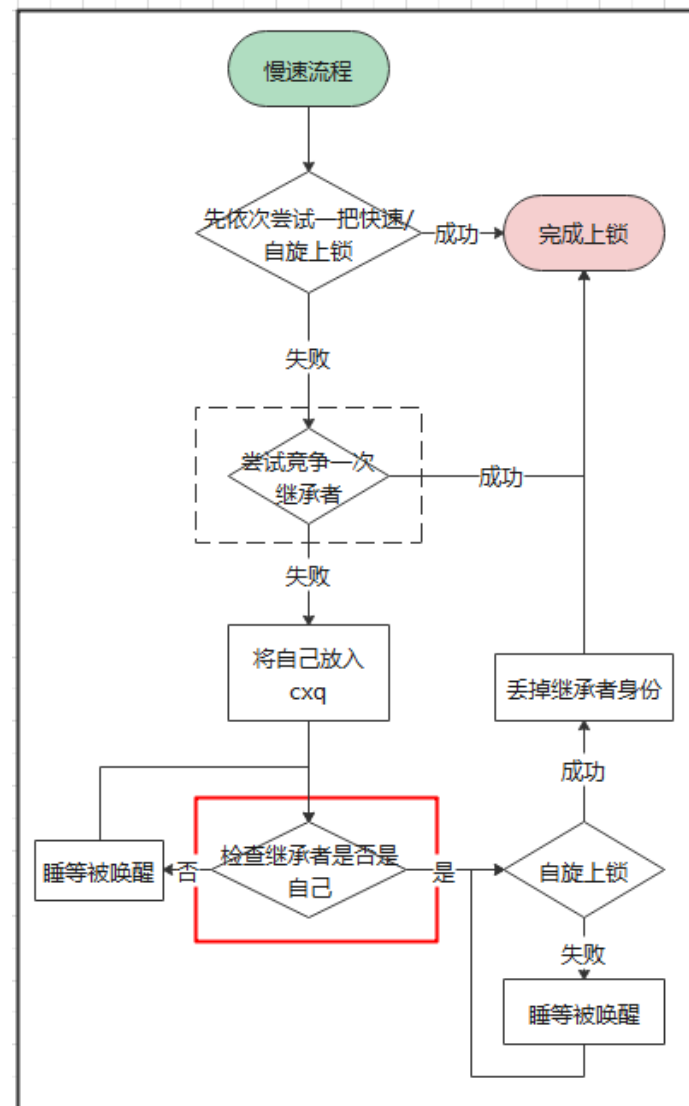 慢速流程
先依次尝试一把快速/
自旋上锁
成功
完成上锁
失败
尝试竞争一次
继承者
成功
失败
将自己放入
cxq
丢掉继承者身份
成功
检查继承者是否是
自己
睡等被唤醒
否
是
自旋上锁
失败
睡等被唤醒